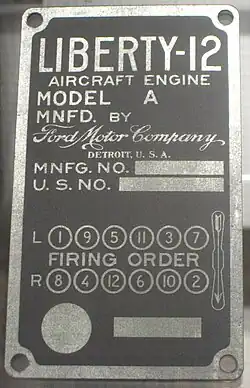 LIBERTY-12
AIRCRAFT ENGINE
MODEL A
MNFD. BY
Ford Motor Company
DETROIT, U. S. A.
MNFG. NO.
U. S. NO.
L 1 9 5 11 3 7
FIRING ORDER
R 8 4 12 6 10 2